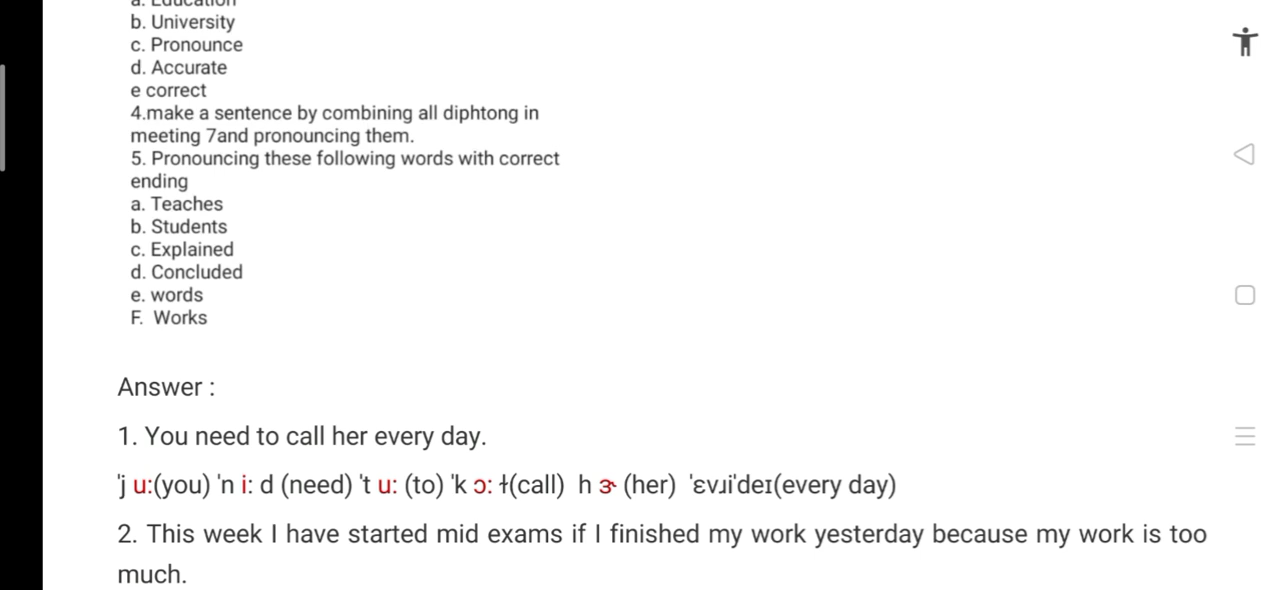 a. Education
b. University
c. Pronounce
d. Accurate
e correct
4.make a sentence by combining all diphtong in
meeting 7and pronouncing them.
5. Pronouncing these following words with correct
ending
a. Teaches
b. Students
c. Explained
d. Concluded
e. words
F. Works
Answer :
1. You need to call her every day.
'j u:(you) 'n i: d (need) 't u: (to) 'k ɔ: ɫ(call) h ɝ (her) 'ɛvɹi'deɪ(every day)
2. This week I have started mid exams if I finished my work yesterday because my work is too
much.